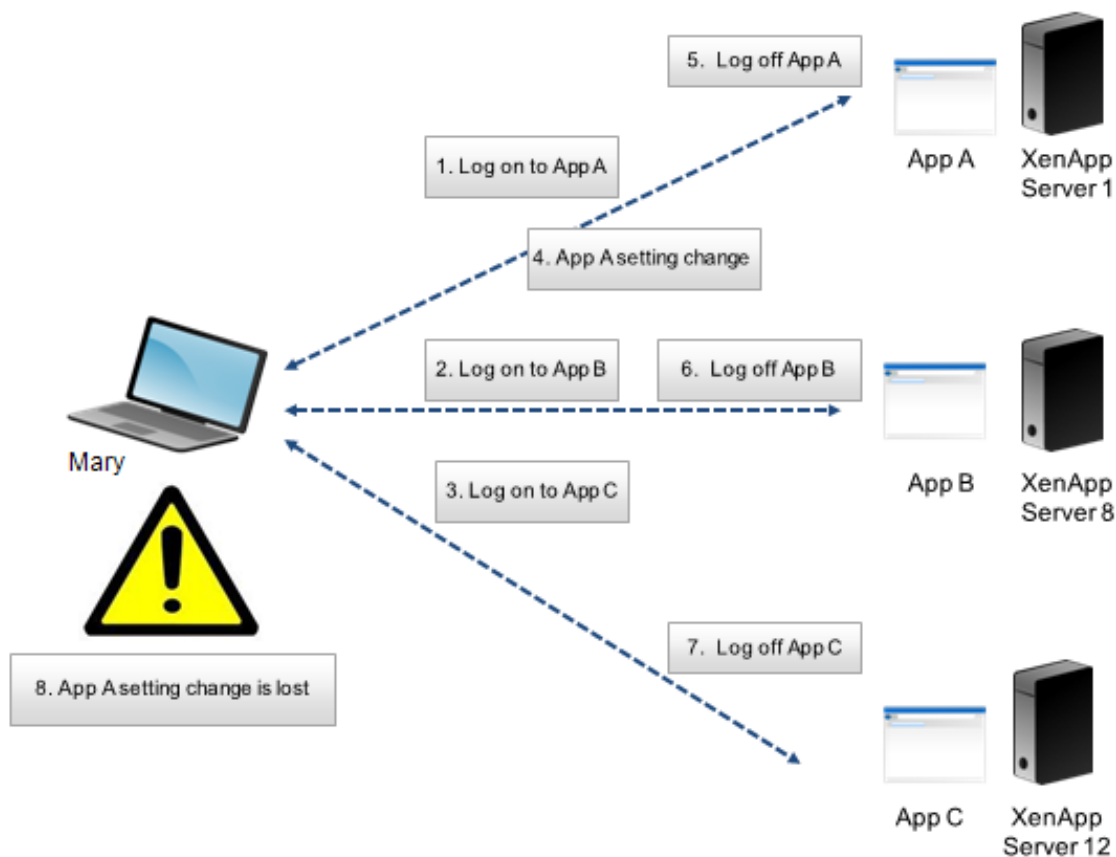 5. Log off App A
App A
XenApp
Server 1
1. Log on to App A
4. App A setting change
2. Log on to App B
6. Log off App B
Mary
App B
XenApp
Server 8
3. Log on to App C
7. Log off App C
8. App A setting change is lost
App C
XenApp
Server 12